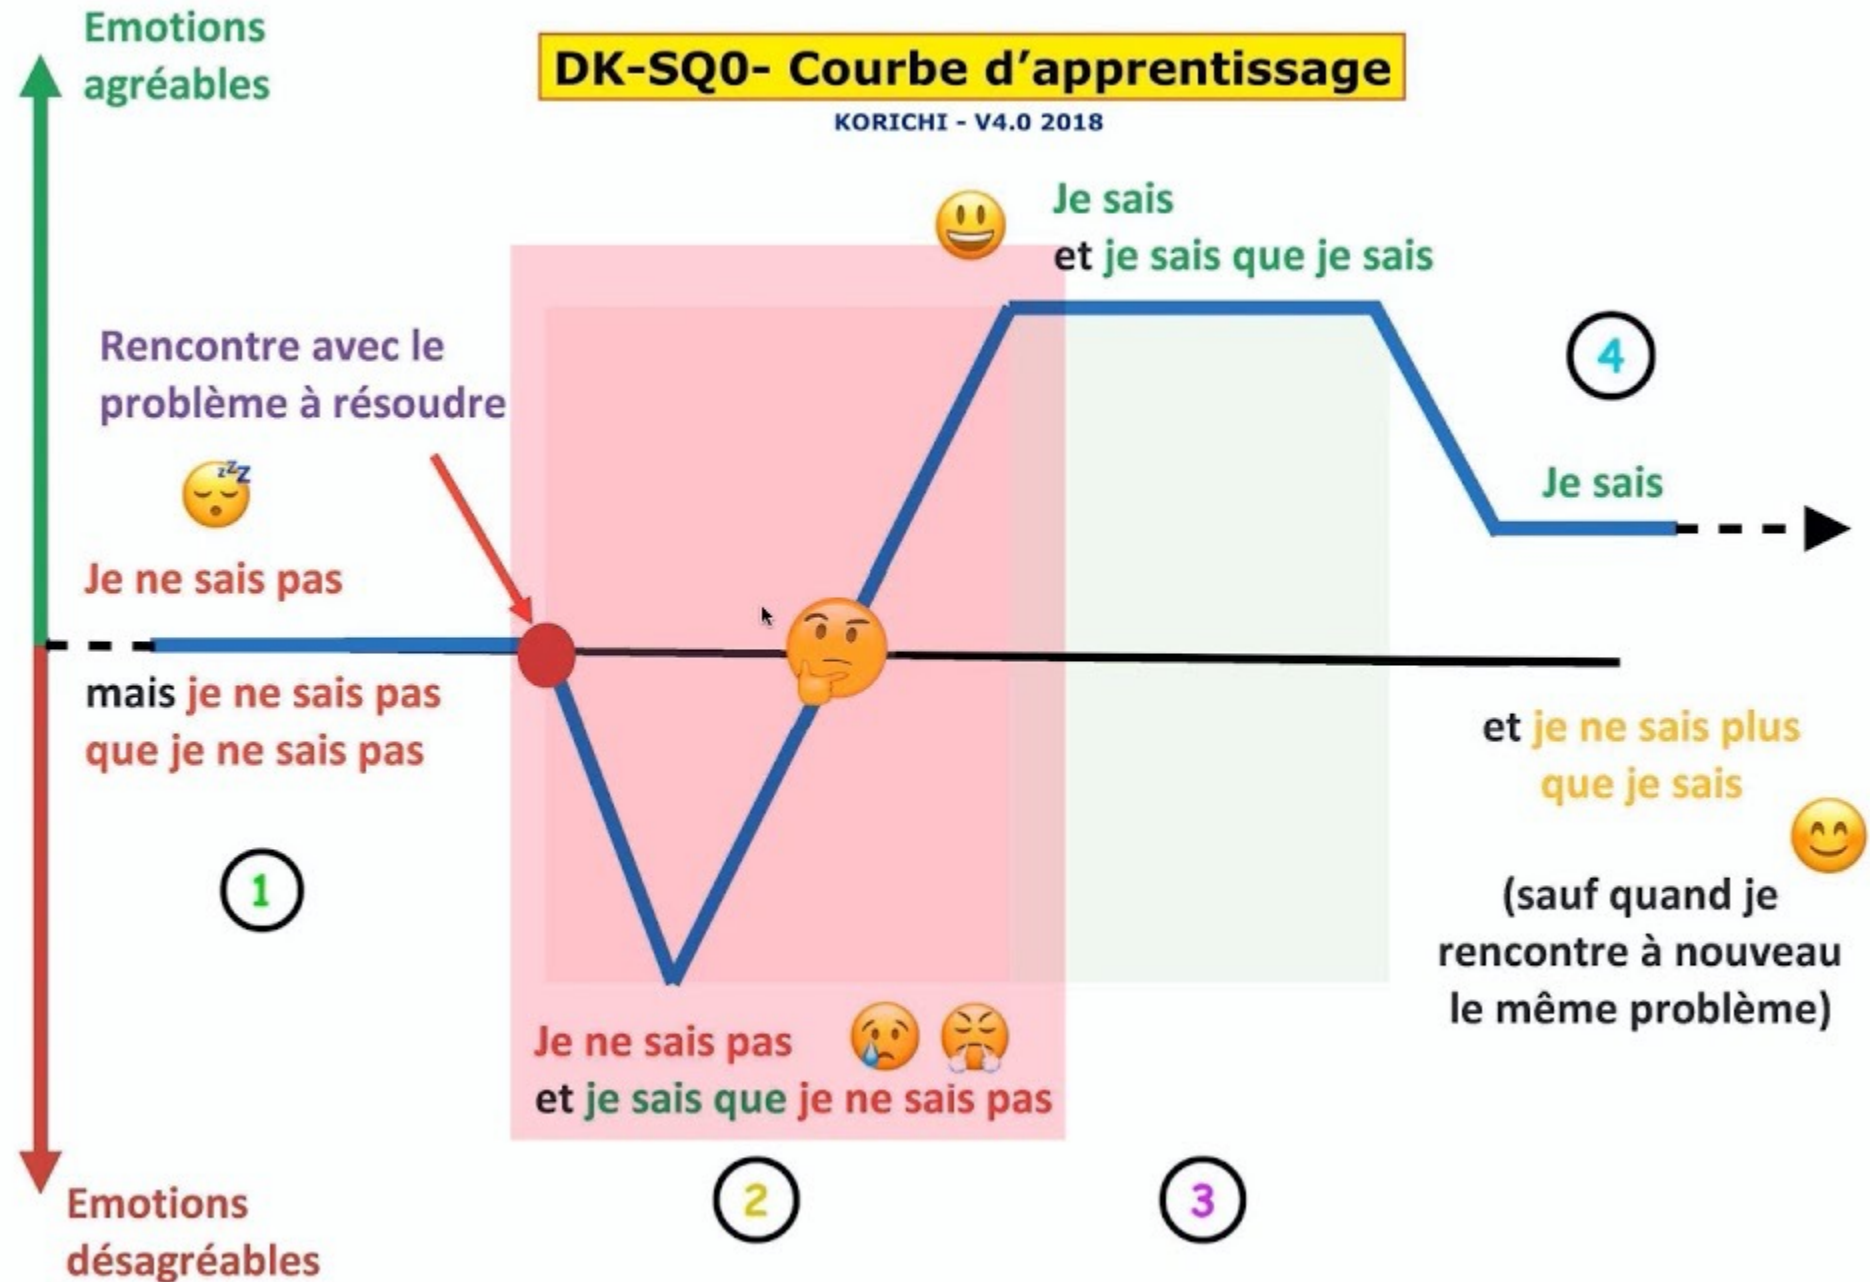 Emotions
agréables
DK-SQ0- Courbe d’apprentissage
KORICHI - V4.0 2018
Je sais
et je sais que je sais
Rencontre avec le
problème à résoudre
zzZ
4
Je sais
Je ne sais pas
mais je ne sais pas
que je ne sais pas
et je ne sais plus
que je sais
(sauf quand je
rencontre à nouveau
le même problème)
1
Je ne sais pas
et je sais que je ne sais pas
2
3
Emotions
désagréables